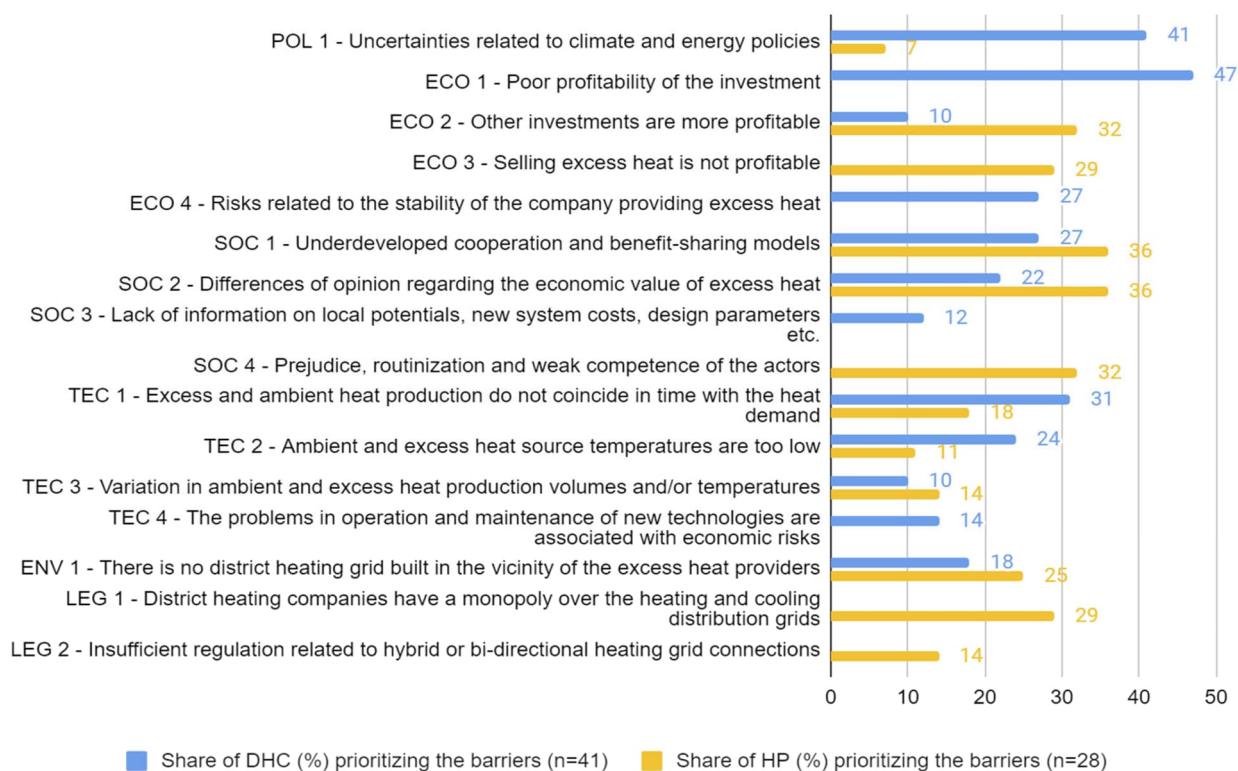 POL 1 - Uncertainties related to climate and energy policies
41
7
ECO 1 - Poor profitability of the investment
47
ECO 2 - Other investments are more profitable
10
32
ECO 3 - Selling excess heat is not profitable
29
ECO 4 - Risks related to the stability of the company providing excess heat
27
SOC 1 - Underdeveloped cooperation and benefit-sharing models
27
36
SOC 2 - Differences of opinion regarding the economic value of excess heat
22
36
SOC 3 - Lack of information on local potentials, new system costs, design parameters
etc.
12
SOC 4 - Prejudice, routinization and weak competence of the actors
32
TEC 1 - Excess and ambient heat production do not coincide in time with the heat
demand
31
18
TEC 2 - Ambient and excess heat source temperatures are too low
24
11
TEC 3 - Variation in ambient and excess heat production volumes and/or temperatures
10
14
TEC 4 - The problems in operation and maintenance of new technologies are
associated with economic risks
14
ENV 1 - There is no district heating grid built in the vicinity of the excess heat providers
18
25
LEG 1 - District heating companies have a monopoly over the heating and cooling
distribution grids
29
LEG 2 - Insufficient regulation related to hybrid or bi-directional heating grid connections
14
0 10 20 30 40 50
Share of DHC (%) prioritizing the barriers (n=41) Share of HP (%) prioritizing the barriers (n=28)